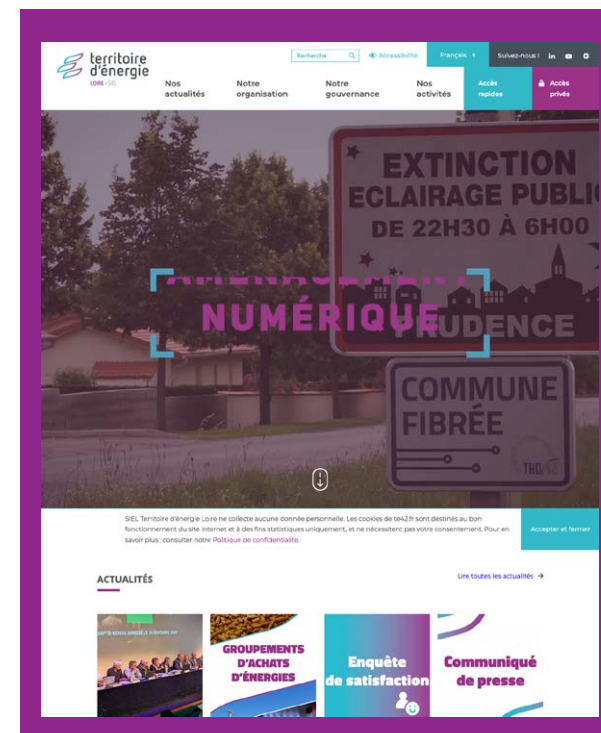 territoire
d'énergie
LOIRE • SIEL
Recherche
Accessibilité
Français
Suivez-nous !
in
Nos
actualités
Notre
organisation
Notre
gouvernance
Nos
activités
Accès
rapides
Accès
privés
EXTINCTION
ECLAIRAGE PUBLI
DE 22H30 À 6H00
AMÉNAGEMENT
NUMÉRIQUE
PRUDENCE
COMMUNE
FIBRÉE
THD42
SIEL Territoire d'énergie Loire ne collecte aucune donnée personnelle. Les cookies de te42.fr sont destinés au bon
fonctionnement du site internet et à des fins statistiques uniquement, et ne nécessitent pas votre consentement. Pour en
savoir plus : consulter notre Politique de confidentialité.
Accepter et fermer
ACTUALITÉS
Lire toutes les actualités →
GROUPEMENTS
D'ACHATS
D'ÉNERGIES
Enquête
de satisfaction
Communiqué
de presse